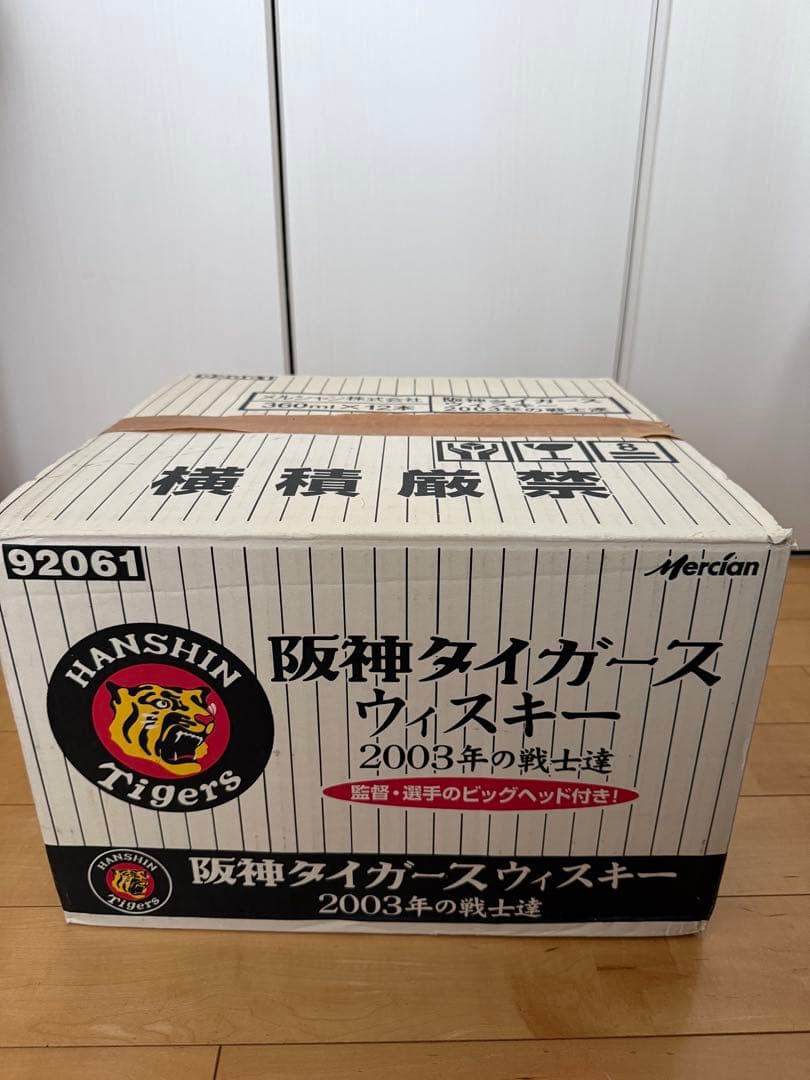 メルシャン株式会社
360ml×12本
阪神タイガース
2003年の戦士達
横積厳禁
92061
Mercian
HANSHIN
Tigers
阪神タイガース
ウィスキー
2003年の戦士達
監督・選手のビッグヘッド付き!
HANSHIN
Tigers
阪神タイガースウィスキー
2003年の戦士達